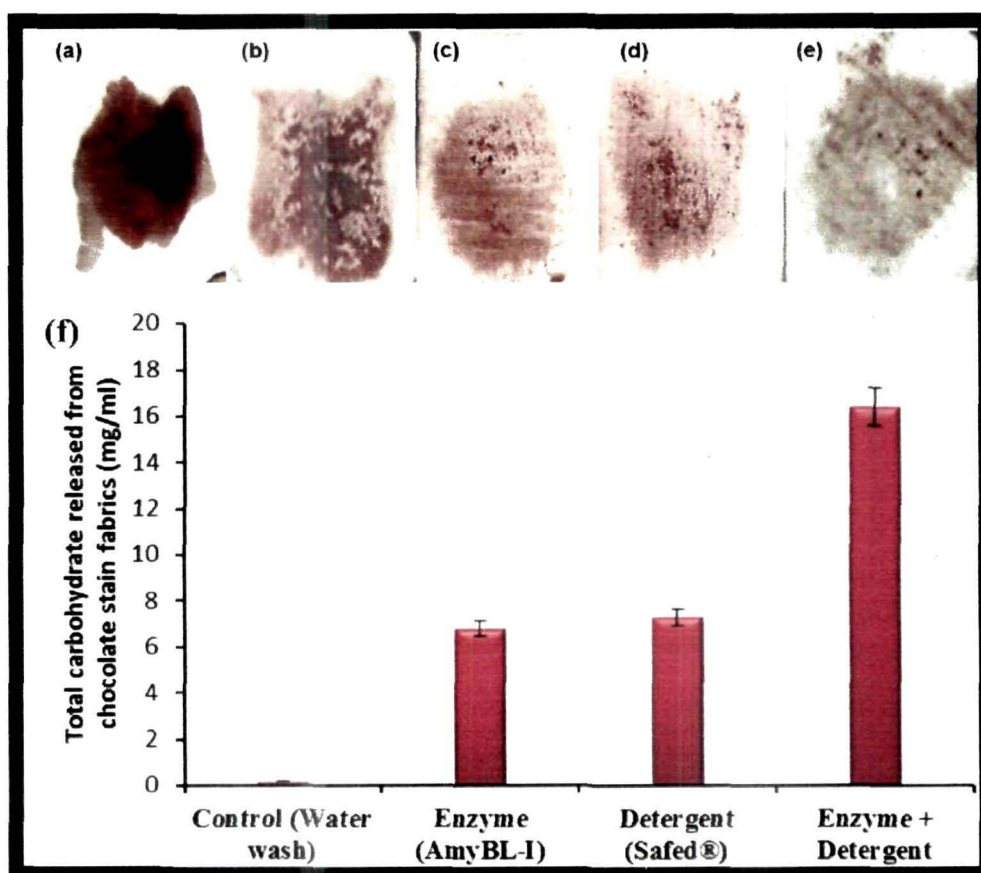 (a) (b) (c) (d) (e)
(f)
Total carbohydrate released from
chocolate stain fabrics (mg/ml)
20
18
16
14
12
10
8
6
4
2
0
Control (Water
wash)
Enzyme
(AmyBL-I)
Detergent
(Safed®)
Enzyme +
Detergent